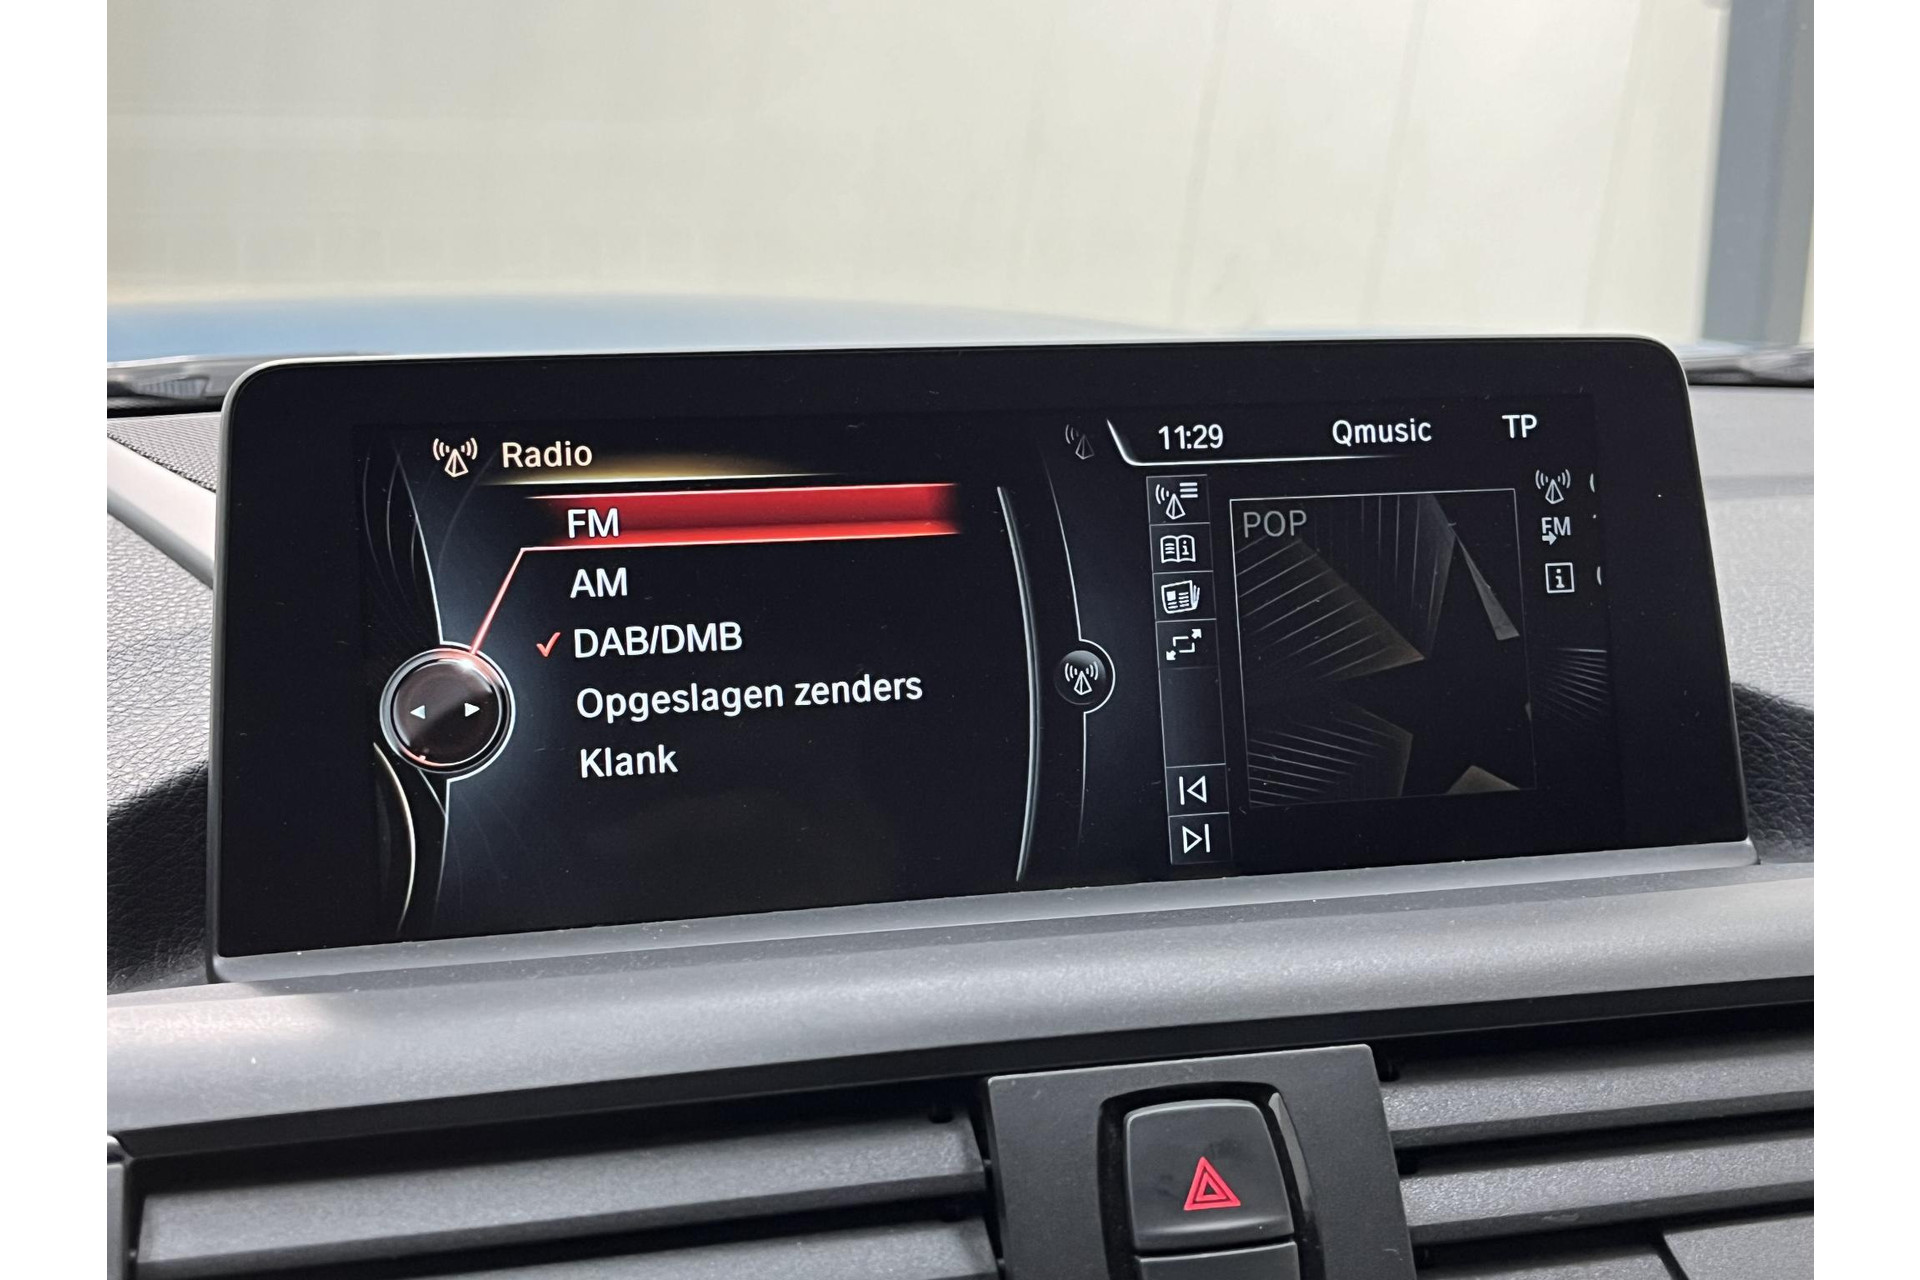 Radio
FM
AM
DAB/DMB
Opgeslagen zenders
Klank
11:29 Qmusic TP
POP
FM